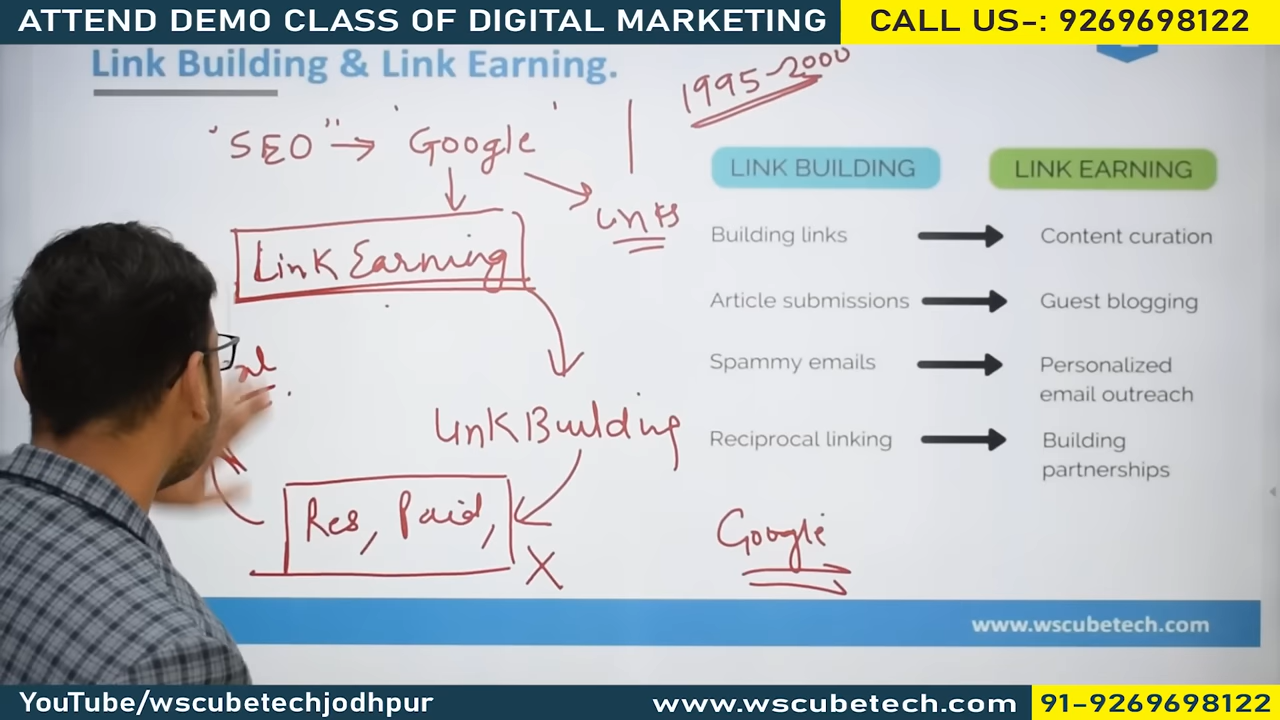 ATTEND DEMO CLASS OF DIGITAL MARKETING
CALL US-: 9269698122
Link Building & Link Earning.
1995-2000
"SEO" → 'Google'
Links
Link Earning
Link Building
Res, Paid,
X
LINK BUILDING
LINK EARNING
Building links
Content curation
Article submissions
Guest blogging
Spammy emails
Personalized
email outreach
Reciprocal linking
Building
partnerships
Google
www.wscubetech.com
YouTube/wscubetechjodhpur
www.wscubetech.com
91-9269698122